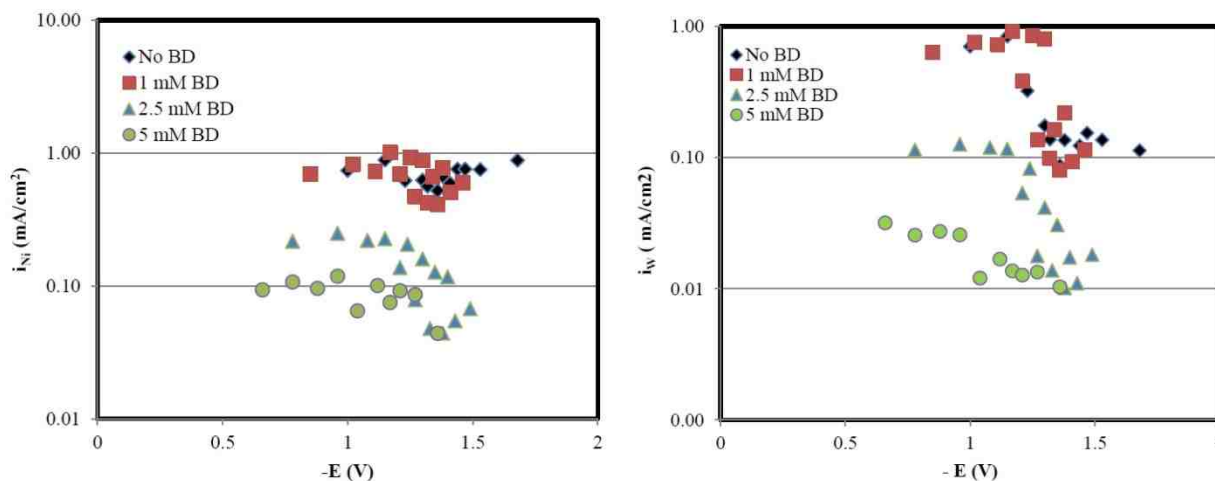 10.00
1.00
0.10
0.01
i_Ni (mA/cm²)
No BD
1 mM BD
2.5 mM BD
5 mM BD
0
0.5
1
1.5
2
-E (V)
1.00
0.10
0.01
0.00
i_W ( mA/cm2)
No BD
1 mM BD
2.5 mM BD
5 mM BD
0
0.5
1
1.5
- E (V)